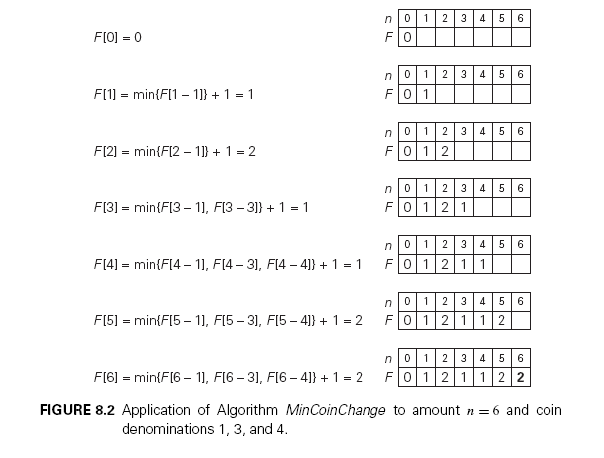 n 0 1 2 3 4 5 6
F[0] = 0 F 0
n 0 1 2 3 4 5 6
F[1] = min{F[1 – 1]} + 1 = 1 F 0 1
n 0 1 2 3 4 5 6
F[2] = min{F[2 – 1]} + 1 = 2 F 0 1 2
n 0 1 2 3 4 5 6
F[3] = min{F[3 – 1], F[3 – 3]} + 1 = 1 F 0 1 2 1
n 0 1 2 3 4 5 6
F[4] = min{F[4 – 1], F[4 – 3], F[4 – 4]} + 1 = 1 F 0 1 2 1 1
n 0 1 2 3 4 5 6
F[5] = min{F[5 – 1], F[5 – 3], F[5 – 4]} + 1 = 2 F 0 1 2 1 1 2
n 0 1 2 3 4 5 6
F[6] = min{F[6 – 1], F[6 – 3], F[6 – 4]} + 1 = 2 F 0 1 2 1 1 2 2
FIGURE 8.2 Application of Algorithm MinCoinChange to amount n = 6 and coin
denominations 1, 3, and 4.